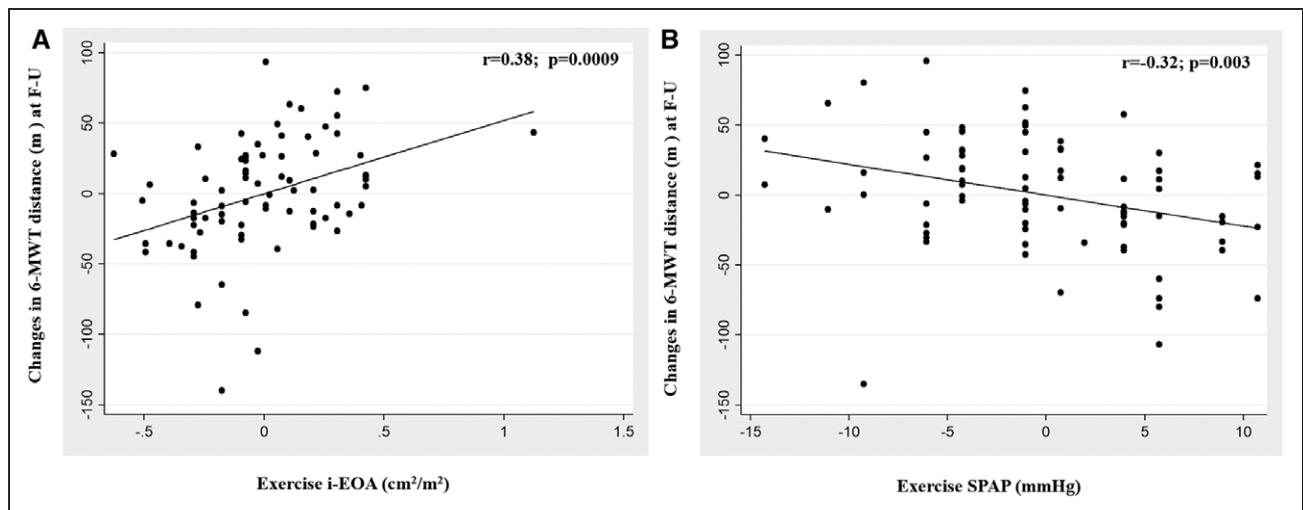 A
r=0.38; p=0.0009
Changes in 6-MWT distance (m ) at F-U
100
50
0
-50
-100
-150
-.5
0
.5
1
1.5
Exercise i-EOA (cm²/m²)
B
r=-0.32; p=0.003
Changes in 6-MWT distance (m ) at F-U
100
50
0
-50
-100
-150
-15
-10
-5
0
5
10
Exercise SPAP (mmHg)